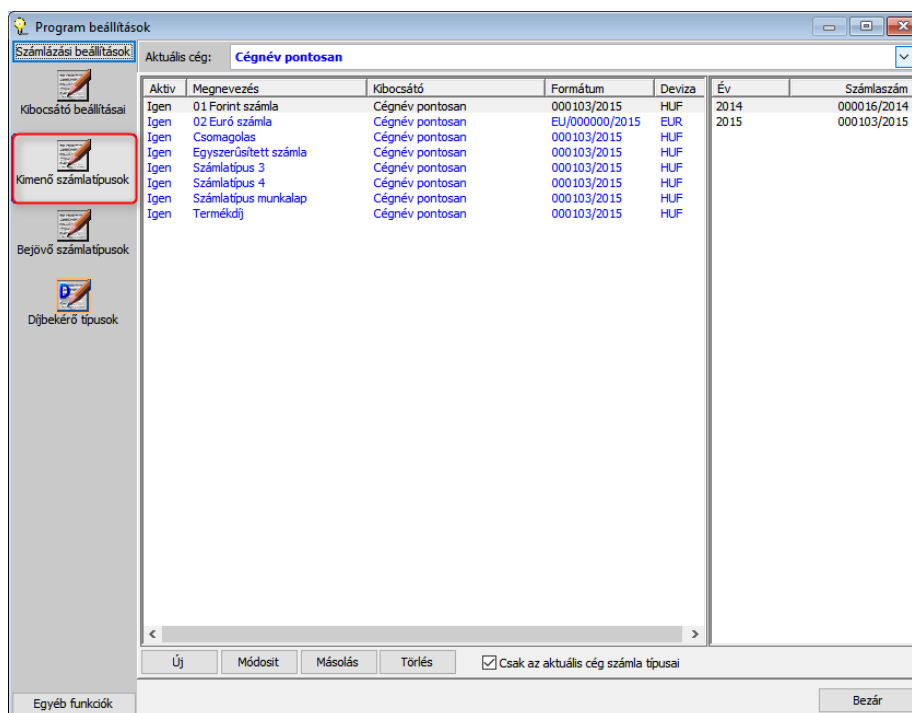 Program beállítások
Számlázási beállítások
Aktuális cég: Cégnév pontosan
Kibocsátó beállításai
Kimenő számlatípusok
Bejövő számlatípusok
D
Díjbekérő típusok
Aktiv Megnevezés Kibocsátó Formátum Deviza
Igen 01 Forint számla Cégnév pontosan 000103/2015 HUF
Igen 02 Euró számla Cégnév pontosan EU/000000/2015 EUR
Igen Csomagolas Cégnév pontosan 000103/2015 HUF
Igen Egyszerûsített számla Cégnév pontosan 000103/2015 HUF
Igen Számlatípus 3 Cégnév pontosan 000103/2015 HUF
Igen Számlatípus 4 Cégnév pontosan 000103/2015 HUF
Igen Számlatípus munkalap Cégnév pontosan 000103/2015 HUF
Igen Termékdíj Cégnév pontosan 000103/2015 HUF
Év Számlaszám
2014 000016/2014
2015 000103/2015
Új Módosit Másolás Törlés Csak az aktuális cég számla típusai
Egyéb funkciók
Bezár